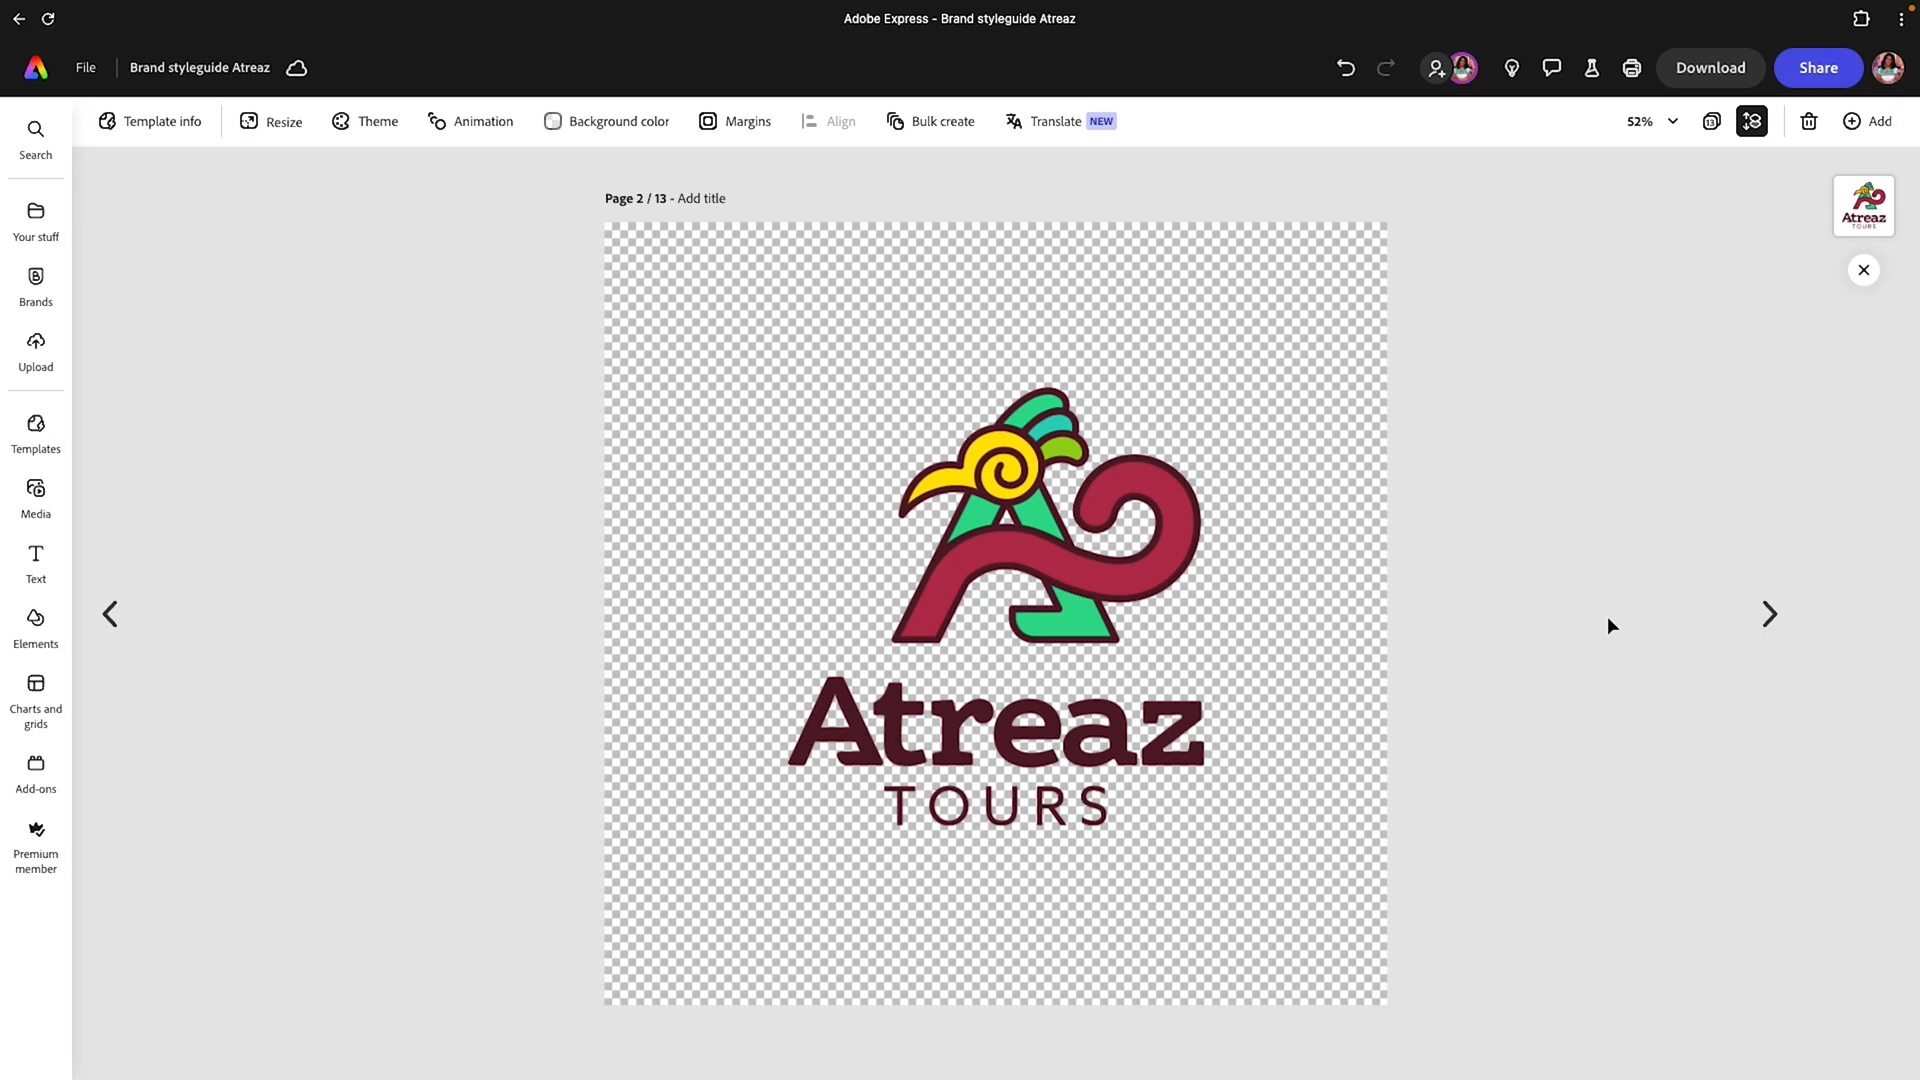 Adobe Express - Brand styleguide Atreaz
File
Brand styleguide Atreaz
Download
Share
Template info
Resize
Theme
Animation
Background color
Margins
Align
Bulk create
Translate NEW
52%
13
Add
Search
Your stuff
Brands
Upload
Templates
Media
Text
Elements
Charts and
grids
Add-ons
Premium
member
Page 2 / 13 - Add title
Atreaz
TOURS
Atreaz
TOURS